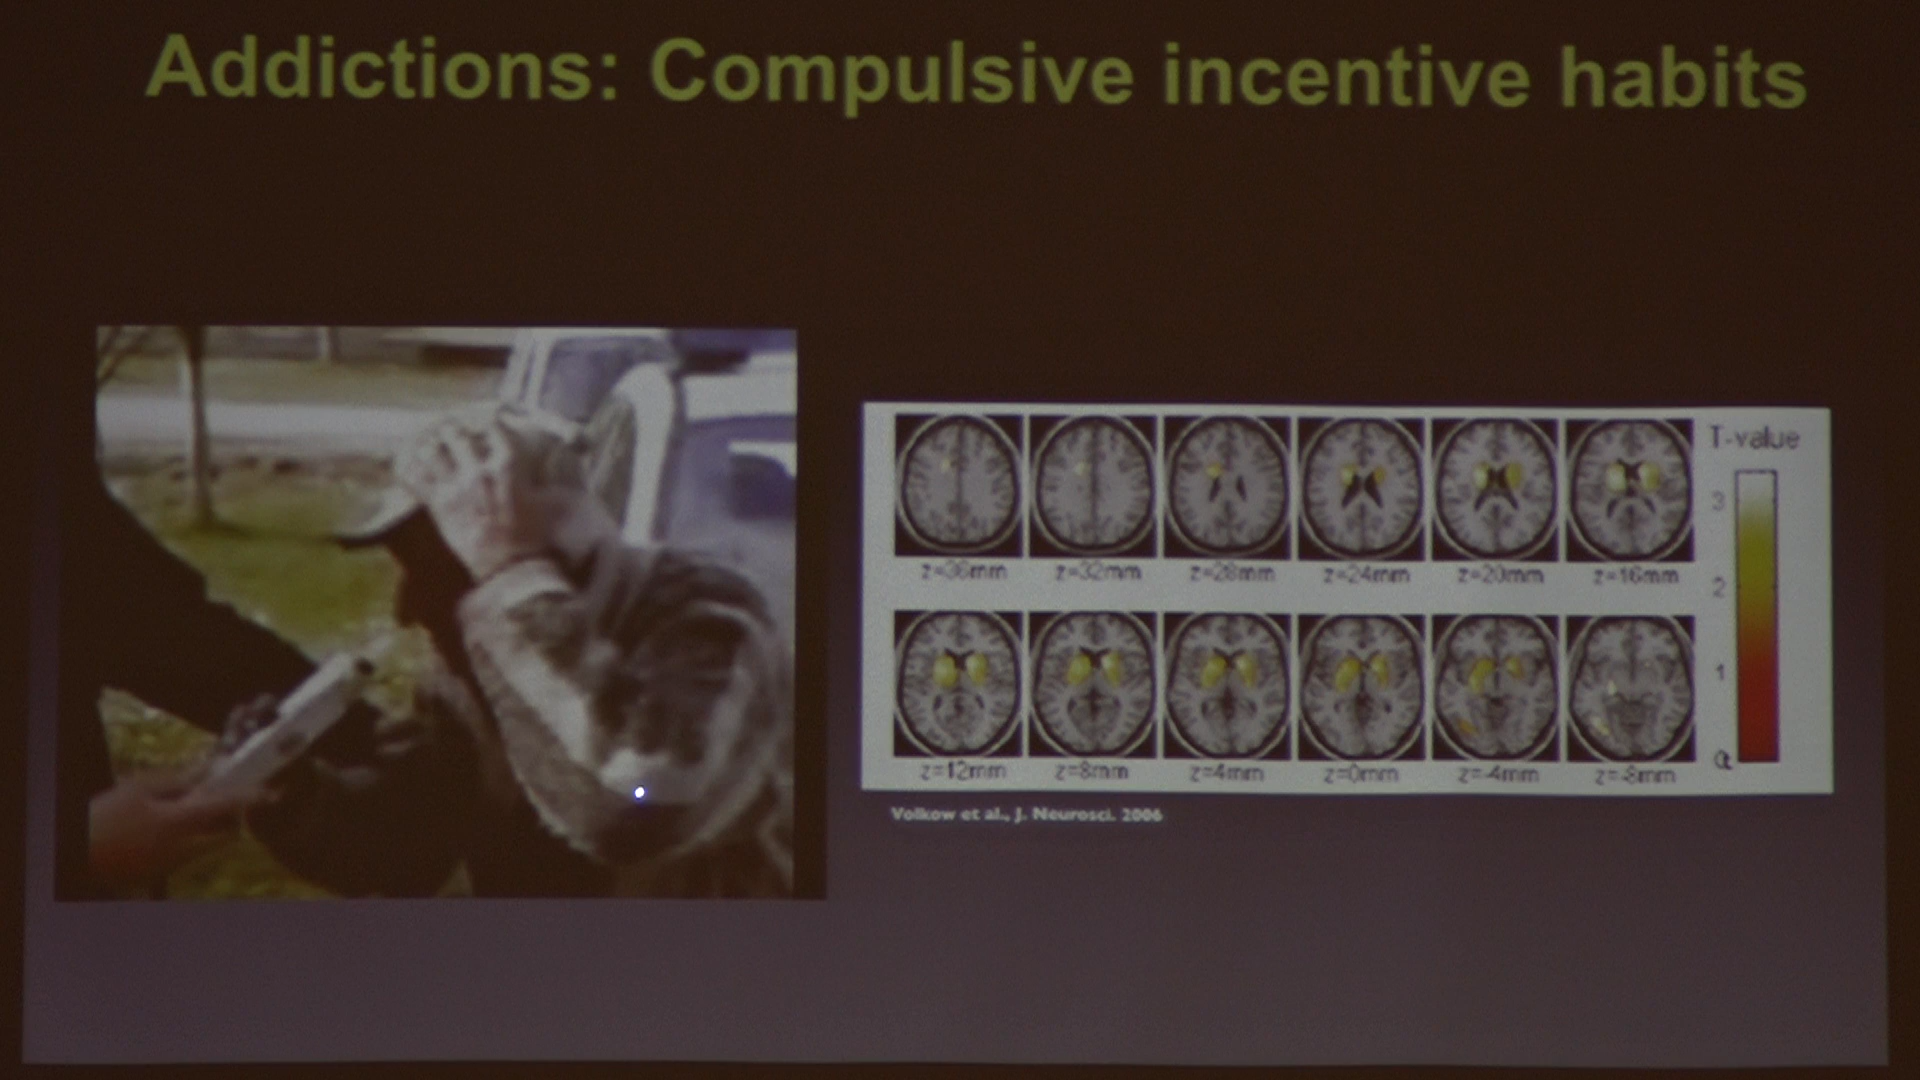 Addictions: Compulsive incentive habits
T-value
3
2
1
0
z=36mm z=32mm z=28mm z=24mm z=20mm z=16mm
z=12mm z=8mm z=4mm z=0mm z=-4mm z=-8mm
Volkow et al., J. Neurosci. 2006